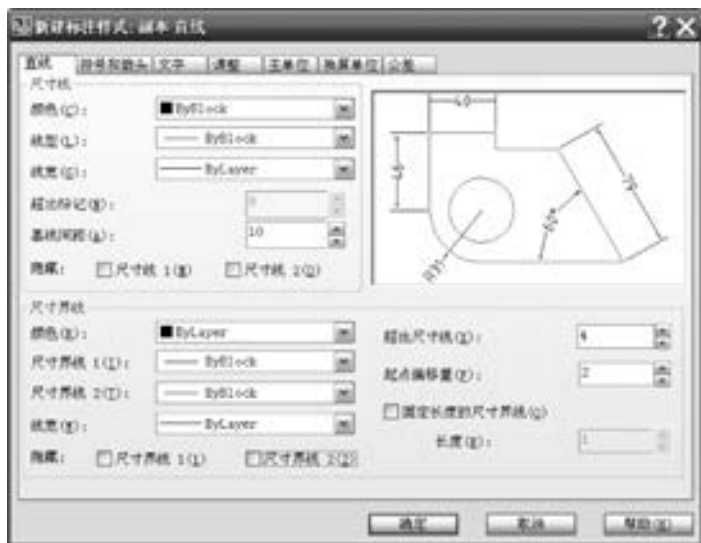 新建标注样式: 副本 直线
直线 符号和箭头 文字 调整 主单位 换算单位 公差
尺寸线
颜色(C): ByBlock
线型(L): ByBlock
线宽(G): ByLayer
超出标记(N): 0
基线间距(A): 10
隐藏: 尺寸线 1(M) 尺寸线 2(D)
40
46
79
60°
R31
尺寸界线
颜色(R): ByLayer
尺寸界线 1(I): ByBlock
尺寸界线 2(T): ByBlock
线宽(W): ByLayer
隐藏: 尺寸界线 1(1) 尺寸界线 2(2)
超出尺寸线(X): 4
起点偏移量(F): 2
固定长度的尺寸界线(O)
长度(E): 1
确定 取消 帮助(H)